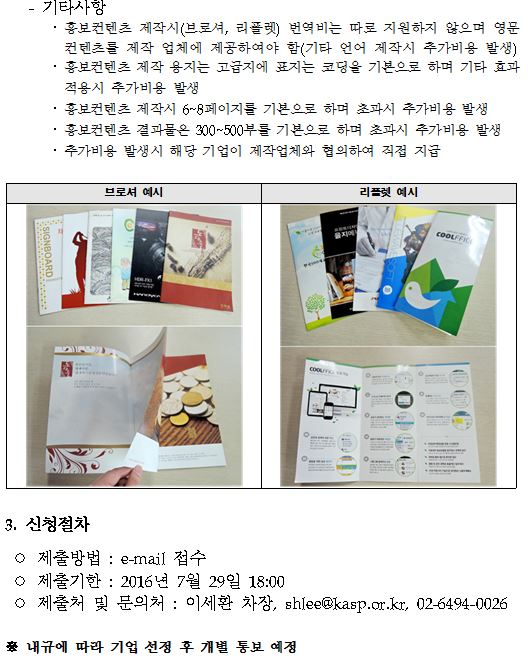 - 기타사항
· 홍보컨텐츠 제작시(브로셔, 리플렛) 번역비는 따로 지원하지 않으며 영문
컨텐츠를 제작 업체에 제공하여야 함(기타 언어 제작시 추가비용 발생)
· 홍보컨텐츠 제작 용지는 고급지에 표지는 코딩을 기본으로 하며 기타 효과
적용시 추가비용 발생
· 홍보컨텐츠 제작시 6~8페이지를 기본으로 하며 초과시 추가비용 발생
· 홍보컨텐츠 결과물은 300~500부를 기본으로 하며 초과시 추가비용 발생
· 추가비용 발생시 해당 기업이 제작업체와 협의하여 직접 지급
브로셔 예시
리플렛 예시
SIGNBOARD
COOLFFICE
COOLFFICE
3. 신청절차
○ 제출방법 : e-mail 접수
○ 제출기한 : 2016년 7월 29일 18:00
○ 제출처 및 문의처 : 이세환 차장, shlee@kasp.or.kr, 02-6494-0026
※ 내규에 따라 기업 선정 후 개별 통보 예정